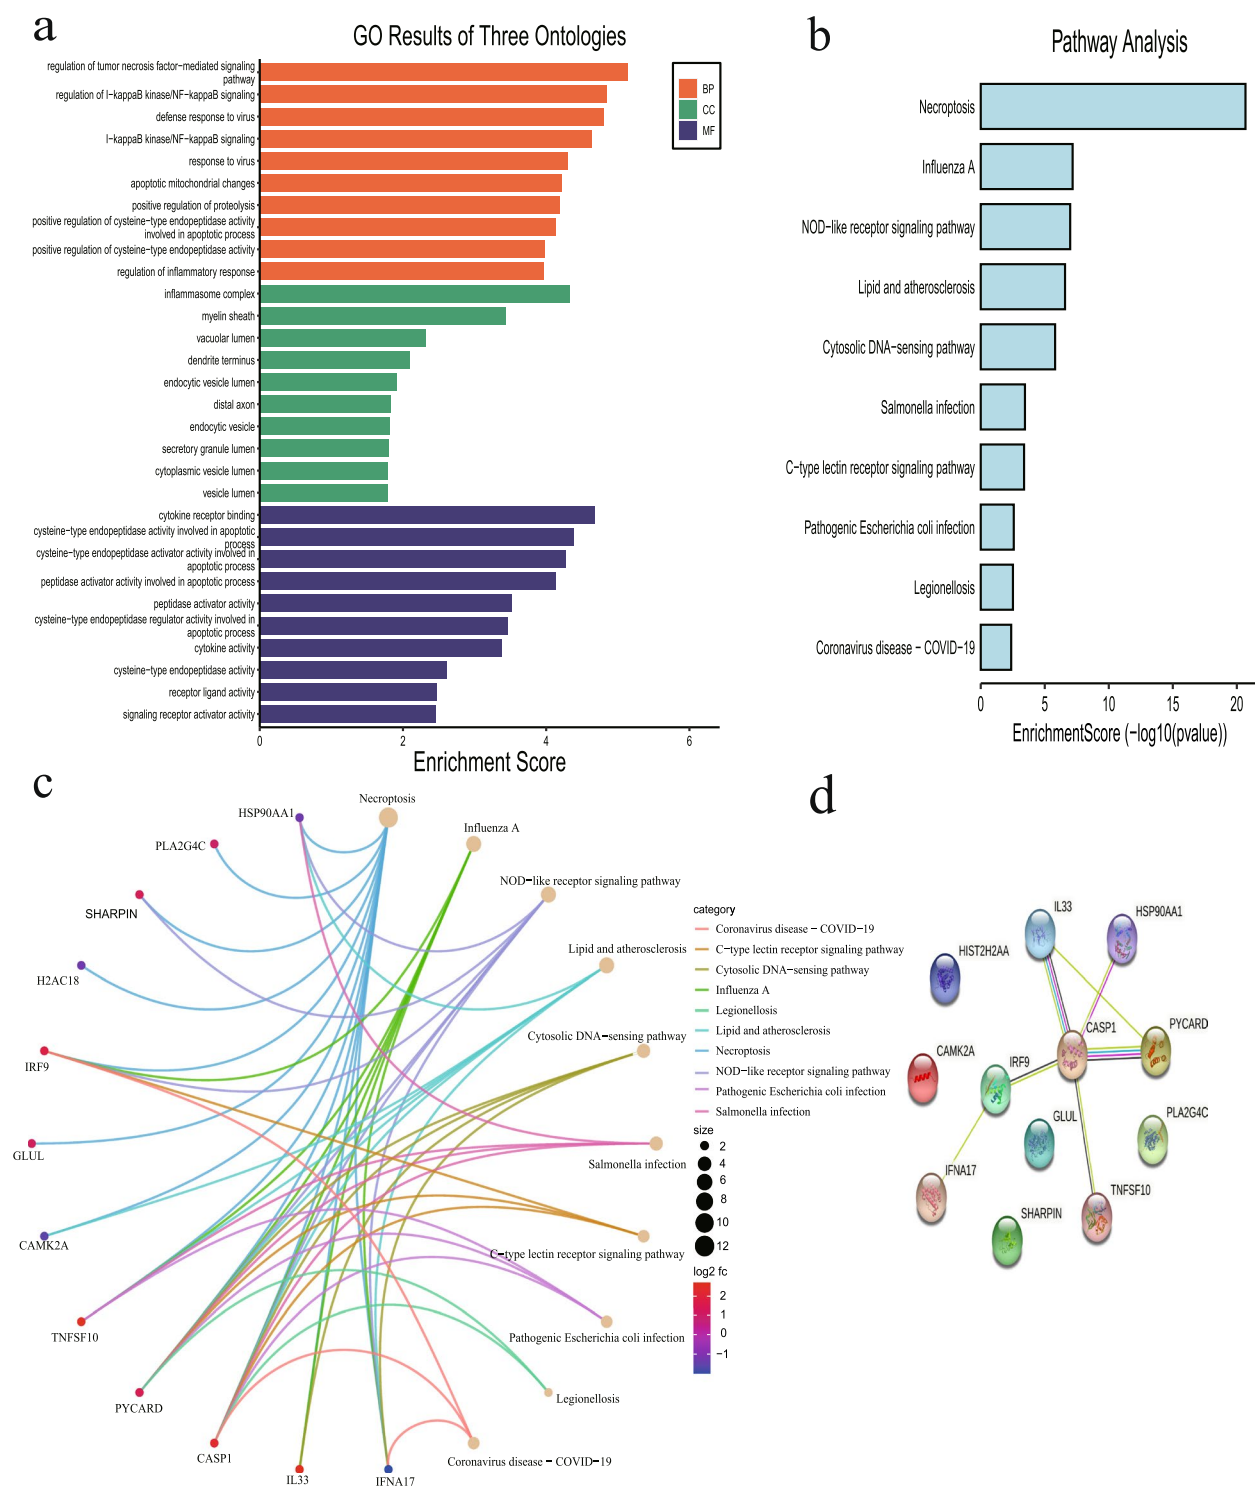 a
GO Results of Three Ontologies
regulation of tumor necrosis factor−mediated signaling
pathway
regulation of I−kappaB kinase/NF−kappaB signaling
defense response to virus
I−kappaB kinase/NF−kappaB signaling
response to virus
apoptotic mitochondrial changes
positive regulation of proteolysis
positive regulation of cysteine−type endopeptidase activity
involved in apoptotic process
positive regulation of cysteine−type endopeptidase activity
regulation of inflammatory response
inflammasome complex
myelin sheath
vacuolar lumen
dendrite terminus
endocytic vesicle lumen
distal axon
endocytic vesicle
secretory granule lumen
cytoplasmic vesicle lumen
vesicle lumen
cytokine receptor binding
cysteine−type endopeptidase activity involved in apoptotic
process
cysteine−type endopeptidase activator activity involved in
apoptotic process
peptidase activator activity involved in apoptotic process
peptidase activator activity
cysteine−type endopeptidase regulator activity involved in
apoptotic process
cytokine activity
cysteine−type endopeptidase activity
receptor ligand activity
signaling receptor activator activity
0 2 4 6
Enrichment Score
BP
CC
MF
b
Pathway Analysis
Necroptosis
Influenza A
NOD−like receptor signaling pathway
Lipid and atherosclerosis
Cytosolic DNA−sensing pathway
Salmonella infection
C−type lectin receptor signaling pathway
Pathogenic Escherichia coli infection
Legionellosis
Coronavirus disease − COVID−19
0 5 10 15 20
EnrichmentScore (−log10(pvalue))
c
Necroptosis
HSP90AA1
Influenza A
PLA2G4C
NOD−like receptor signaling pathway
SHARPIN
Lipid and atherosclerosis
H2AC18
Cytosolic DNA−sensing pathway
IRF9
GLUL
Salmonella infection
CAMK2A
C−type lectin receptor signaling pathway
TNFSF10
Pathogenic Escherichia coli infection
PYCARD
Legionellosis
CASP1
Coronavirus disease − COVID−19
IL33
IFNA17
category
Coronavirus disease − COVID−19
C−type lectin receptor signaling pathway
Cytosolic DNA−sensing pathway
Influenza A
Legionellosis
Lipid and atherosclerosis
Necroptosis
NOD−like receptor signaling pathway
Pathogenic Escherichia coli infection
Salmonella infection
size
2
4
6
8
10
12
log2 fc
2
1
0
−1
d
IL33
HSP90AA1
HIST2H2AA
CASP1
PYCARD
CAMK2A
IRF9
GLUL
PLA2G4C
IFNA17
TNFSF10
SHARPIN